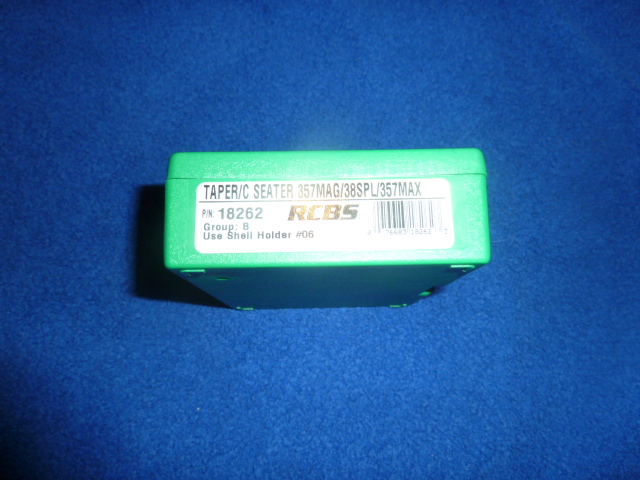 TAPER/C SEATER 357MAG/38SPL/357MAX
P/N: 18262 RCBS
Group: B
Use Shell Holder #06